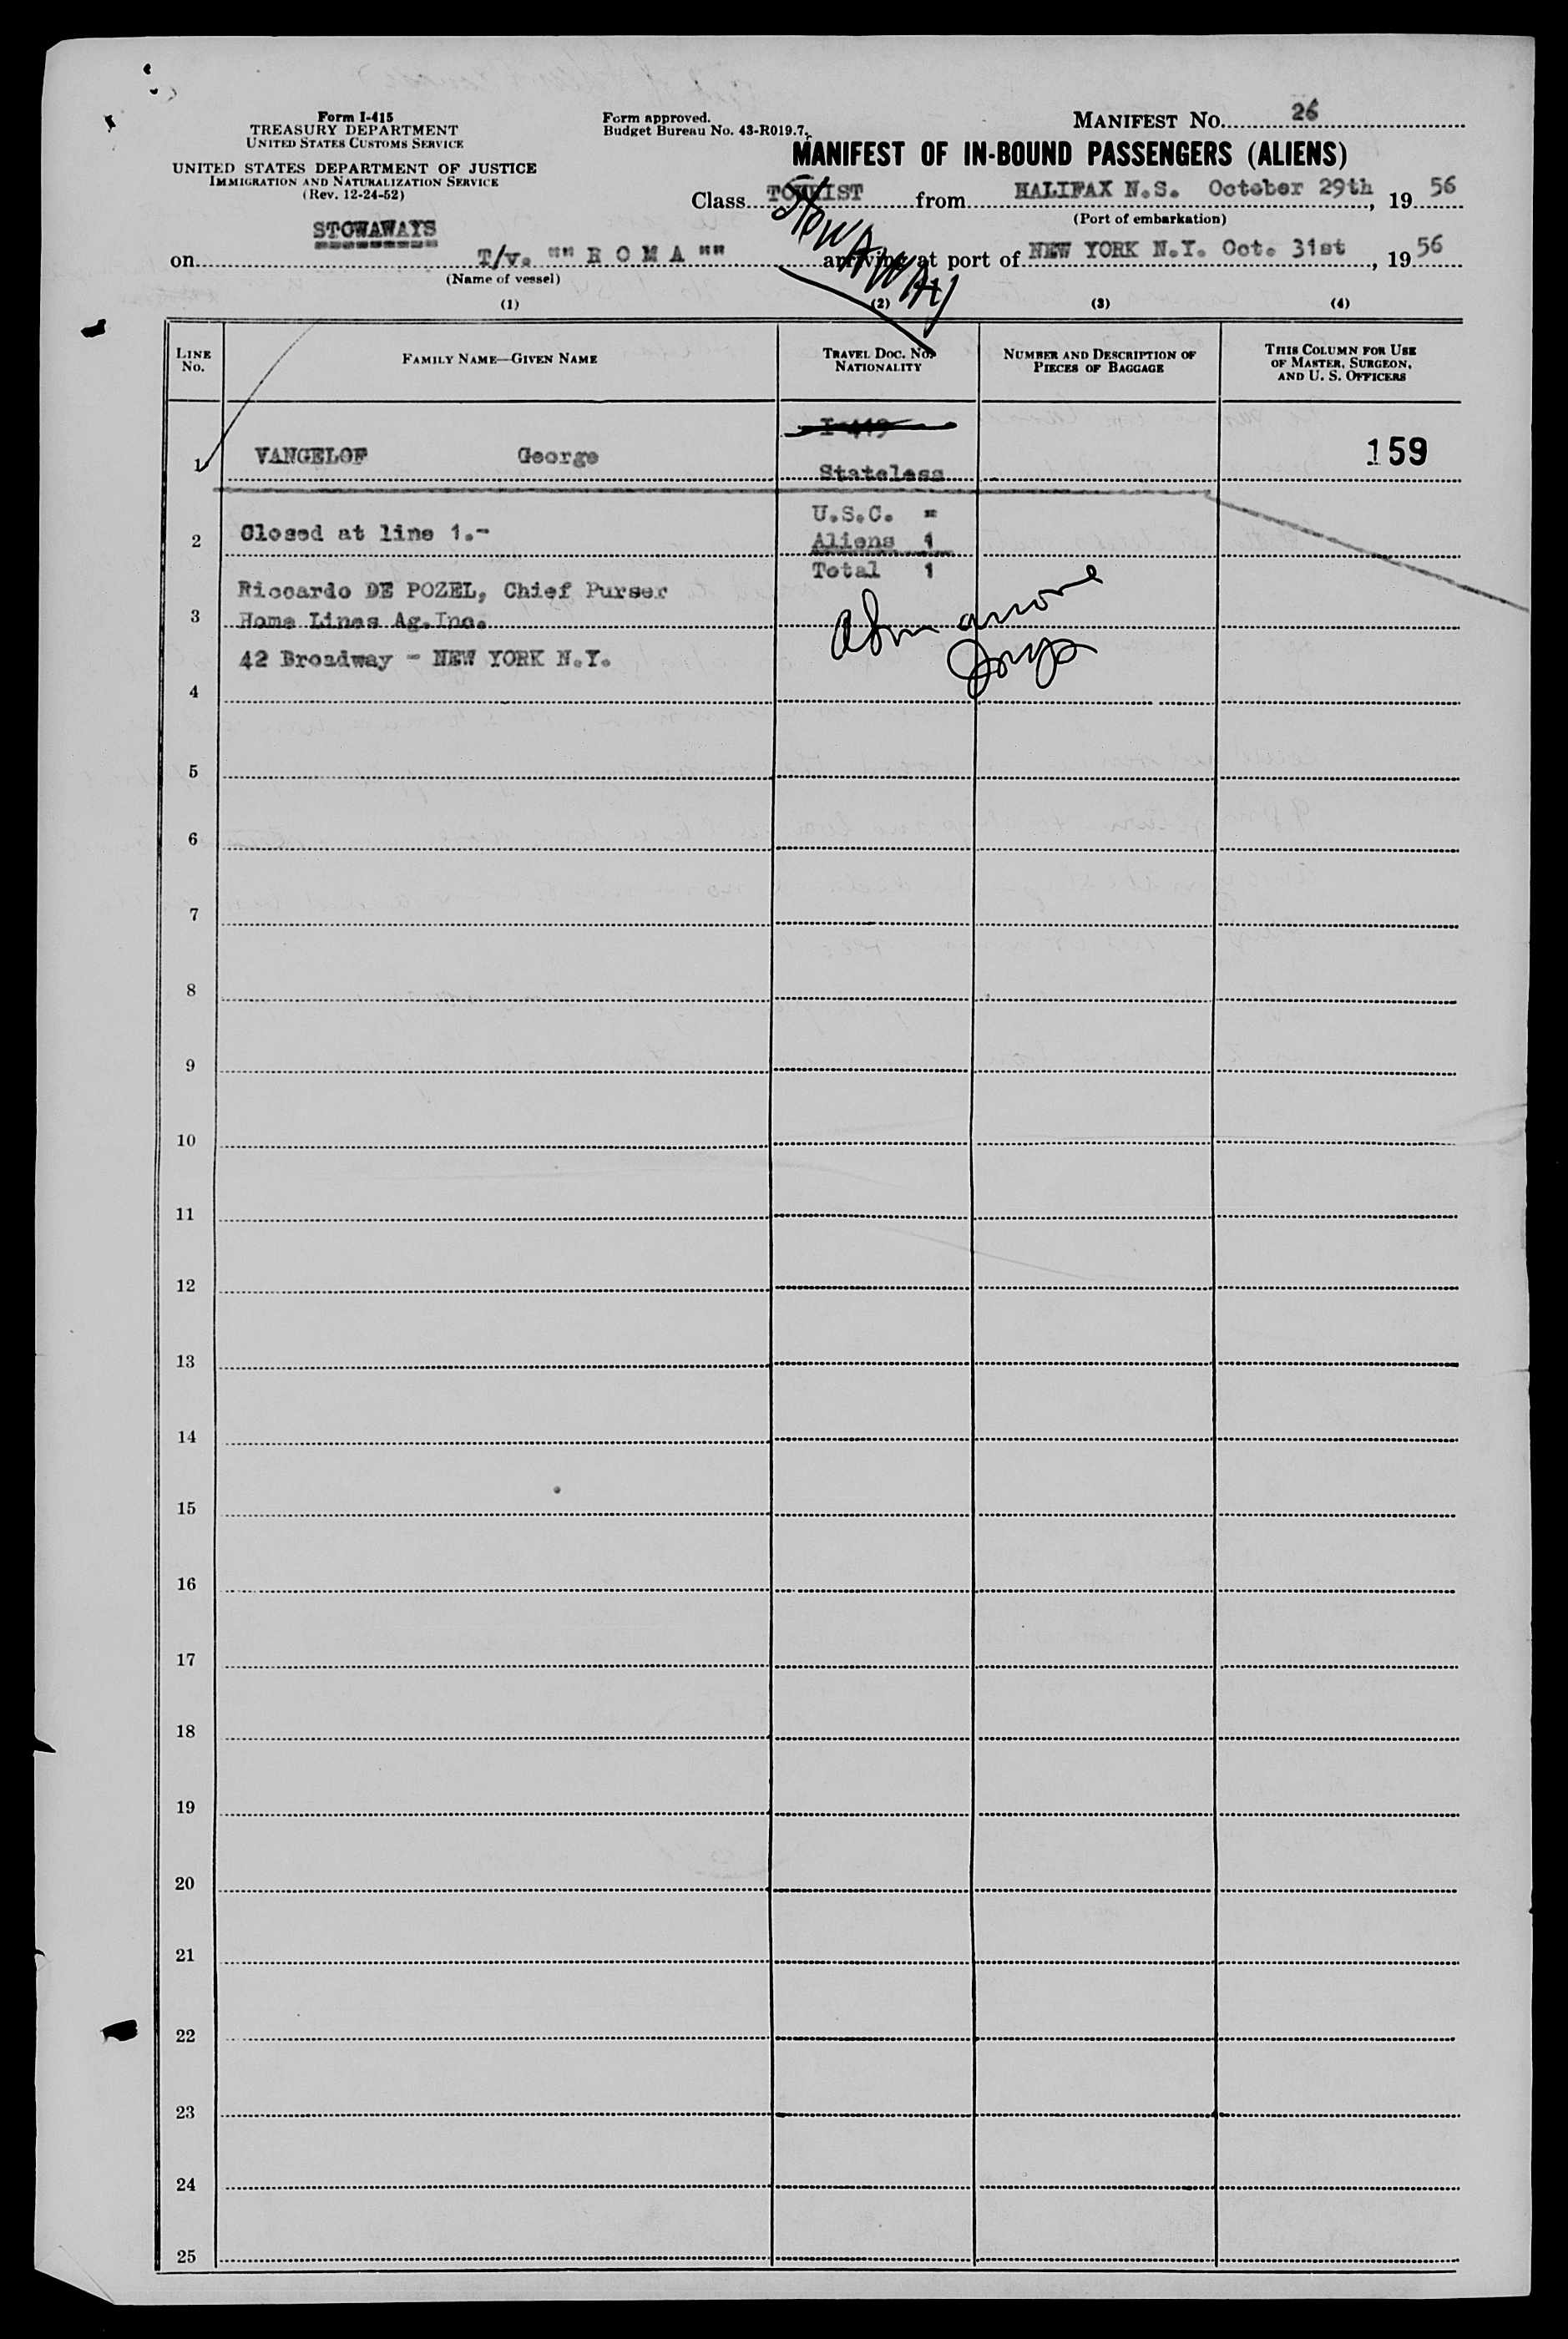 Form I-415
TREASURY DEPARTMENT
UNITED STATES CUSTOMS SERVICE
UNITED STATES DEPARTMENT OF JUSTICE
IMMIGRATION AND NATURALIZATION SERVICE
(Rev. 12-24-52)
Form approved.
Budget Bureau No. 43-R019.7.
MANIFEST NO. 26
MANIFEST OF IN-BOUND PASSENGERS (ALIENS)
Class TOURIST from HALIFAX N.S. October 29th, 19 56
(Port of embarkation)
STOWAWAY
STOWAWAYS
on T/v. "" R O M A "" arriving at port of NEW YORK N.Y. Oct. 31st, 19 56
(Name of vessel)
(1) (2) (3) (4)
LINE No. FAMILY NAME—GIVEN NAME TRAVEL DOC. NO. NATIONALITY NUMBER AND DESCRIPTION OF PIECES OF BAGGAGE THIS COLUMN FOR USE OF MASTER, SURGEON, AND U. S. OFFICERS
I-419
1 VANGELOF George Stateless 159
U.S.C. =
2 Closed at line 1.- Aliens 1
Total 1
Riccardo DE POZEL, Chief Purser
3 Home Lines Ag.Inc.
42 Broadway - NEW YORK N.Y.
4
5
6
7
8
9
10
11
12
13
14
15
16
17
18
19
20
21
22
23
24
25